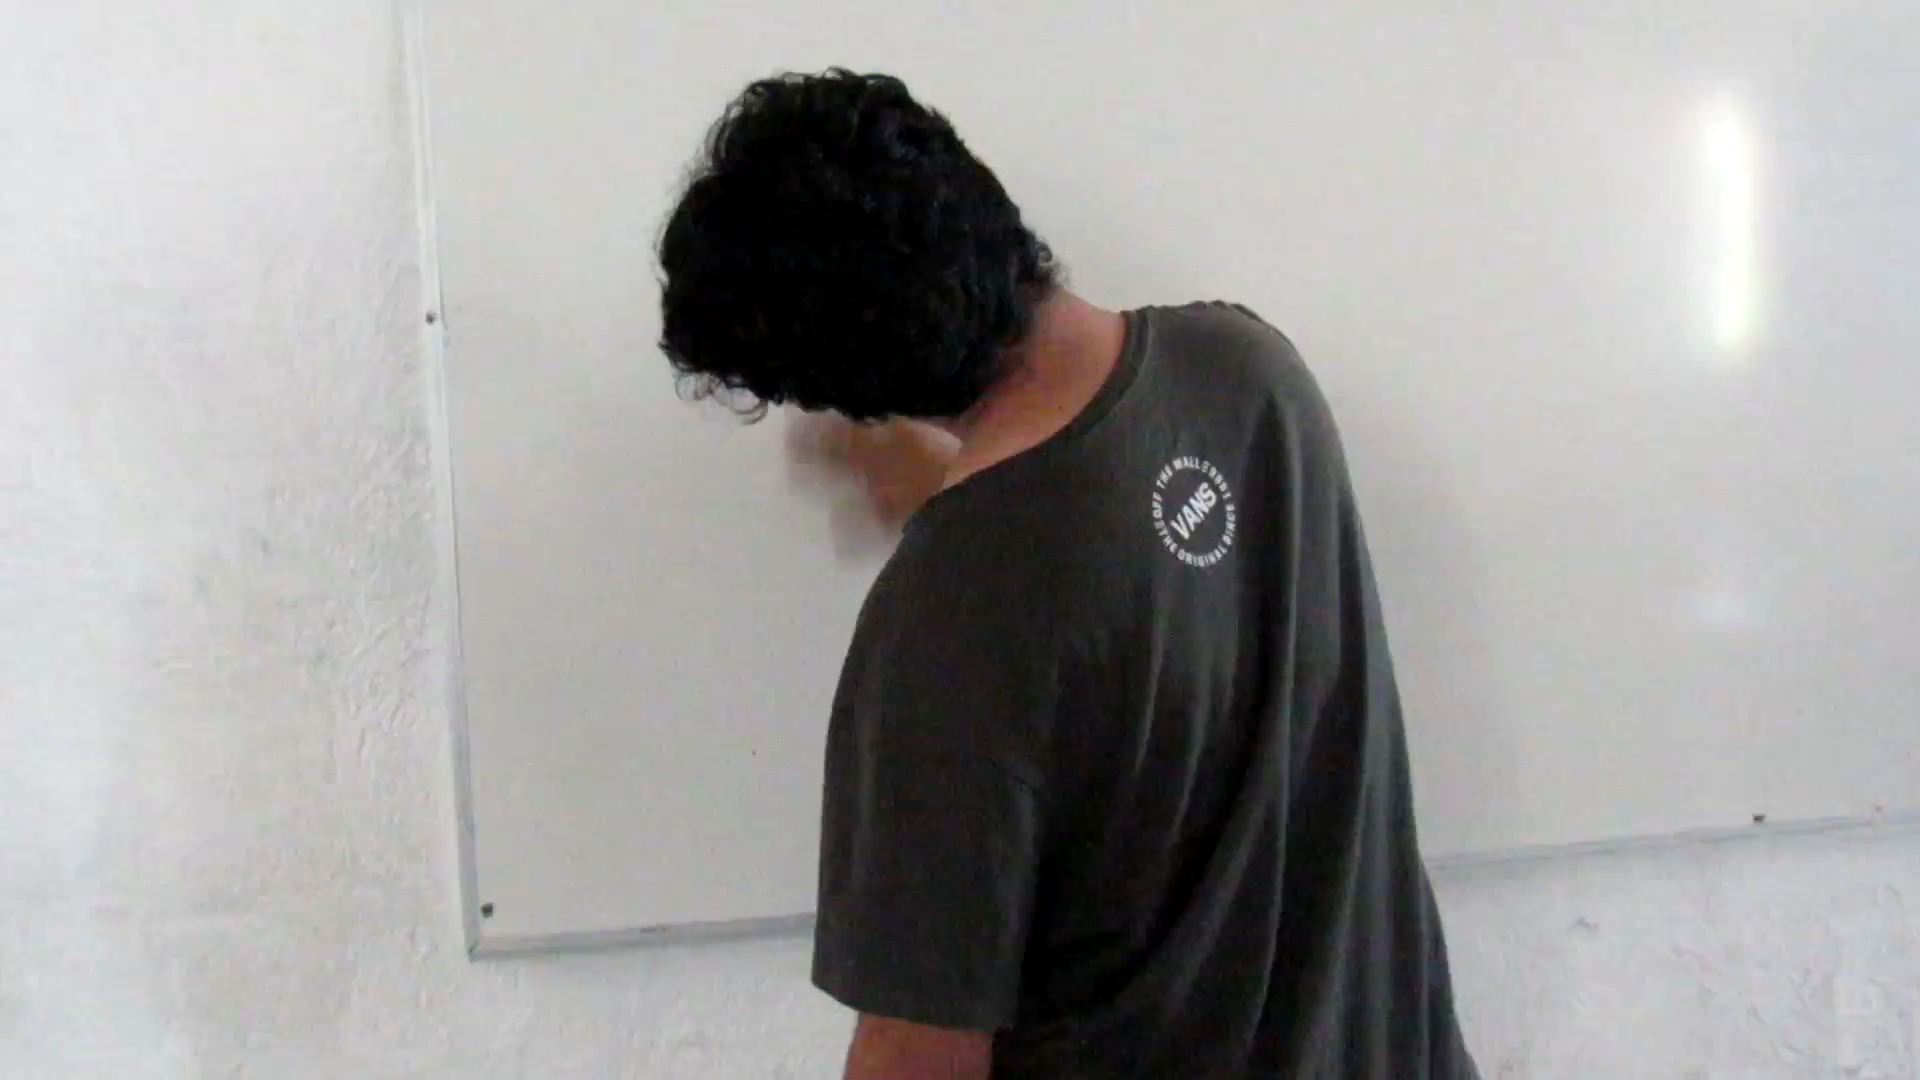 OFF THE WALL
VANS
THE ORIGINAL SINCE